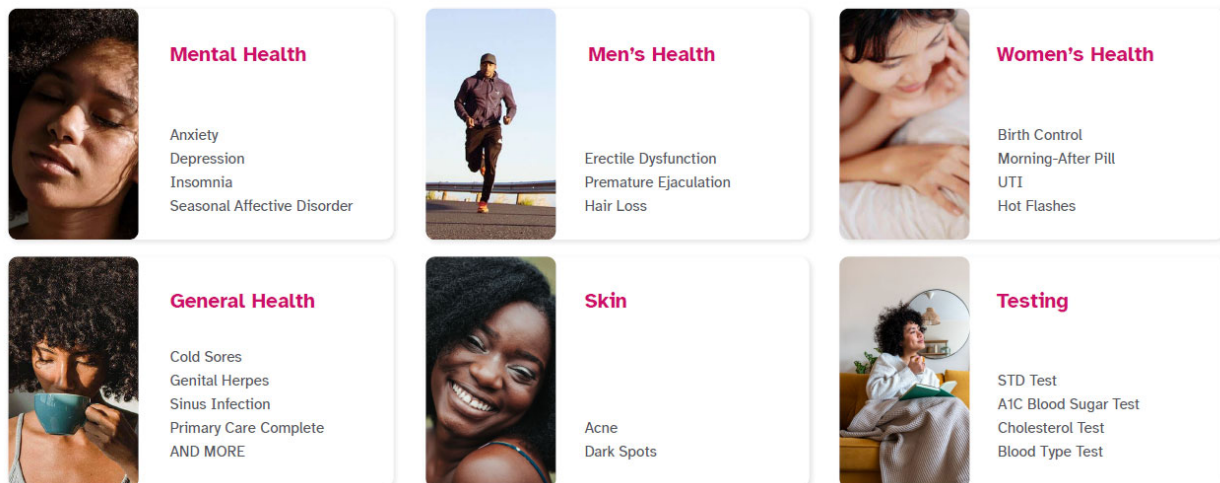 Mental Health
Anxiety
Depression
Insomnia
Seasonal Affective Disorder
Men's Health
Erectile Dysfunction
Premature Ejaculation
Hair Loss
Women's Health
Birth Control
Morning-After Pill
UTI
Hot Flashes
General Health
Cold Sores
Genital Herpes
Sinus Infection
Primary Care Complete
AND MORE
Skin
Acne
Dark Spots
Testing
STD Test
A1C Blood Sugar Test
Cholesterol Test
Blood Type Test